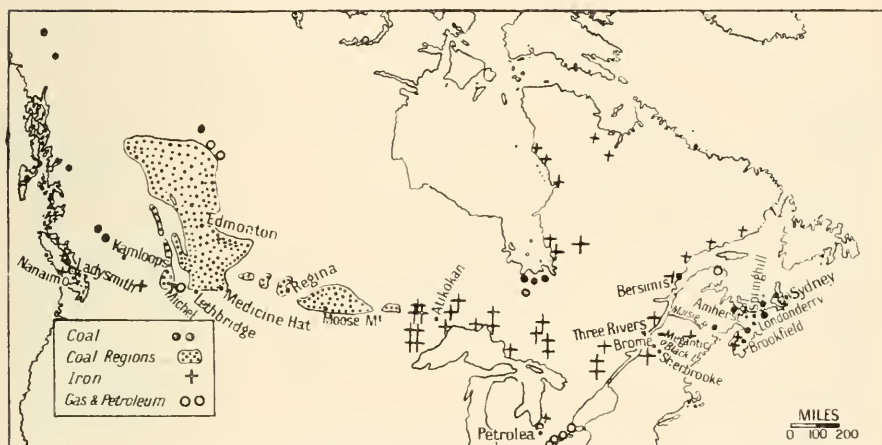 Edmonton
Kamloops
Ladysmith
Nanaimo
Michel
Lethbridge
Medicine Hat
Regina
Moose Mt
Atikokan
Bersimis
Three Rivers
Brome
Megantic
Black L.
Sherbrooke
Amherst
Springhill
Sydney
Londonderry
Brookfield
Petrolea
Coal
Coal Regions
Iron
Gas & Petroleum
MILES
0 100 200